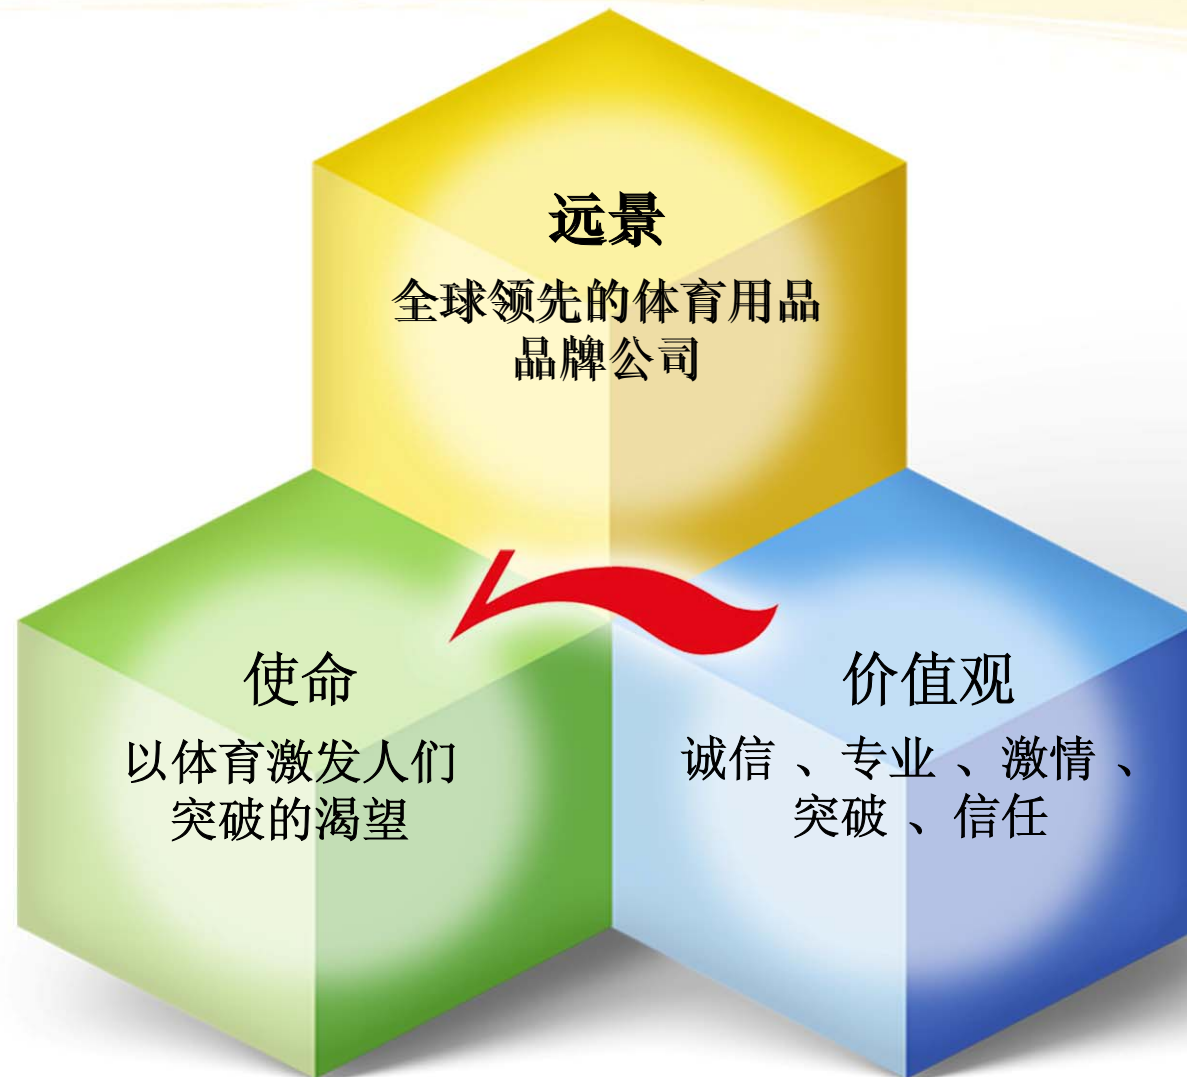 远景
全球领先的体育用品
品牌公司
使命
以体育激发人们
突破的渴望
价值观
诚信 、专业 、激情 、
突破 、信任